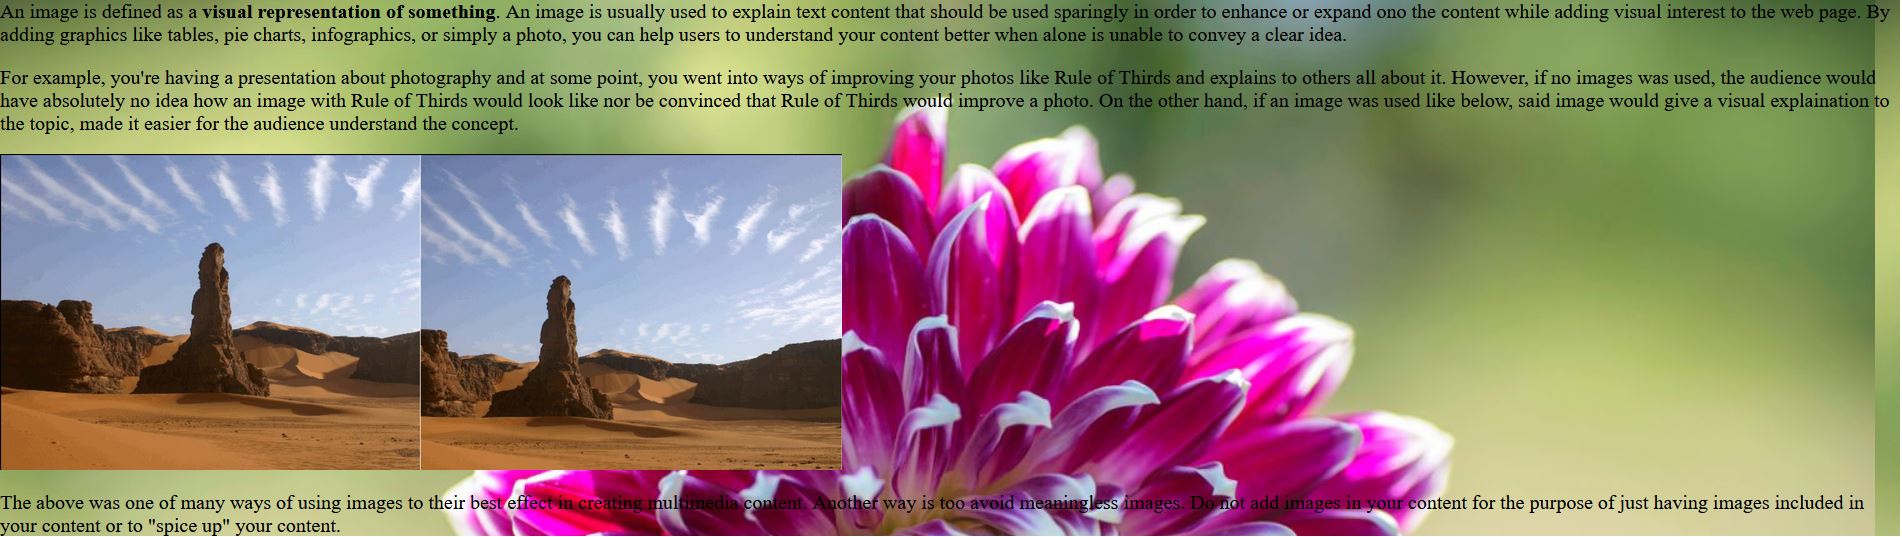 An image is defined as a visual representation of something. An image is usually used to explain text content that should be used sparingly in order to enhance or expand ono the content while adding visual interest to the web page. By
adding graphics like tables, pie charts, infographics, or simply a photo, you can help users to understand your content better when alone is unable to convey a clear idea.
For example, you're having a presentation about photography and at some point, you went into ways of improving your photos like Rule of Thirds and explains to others all about it. However, if no images was used, the audience would
have absolutely no idea how an image with Rule of Thirds would look like nor be convinced that Rule of Thirds would improve a photo. On the other hand, if an image was used like below, said image would give a visual explaination to
the topic, made it easier for the audience understand the concept.
The above was one of many ways of using images to their best effect in creating multimedia content. Another way is too avoid meaningless images. Do not add images in your content for the purpose of just having images included in
your content or to "spice up" your content.